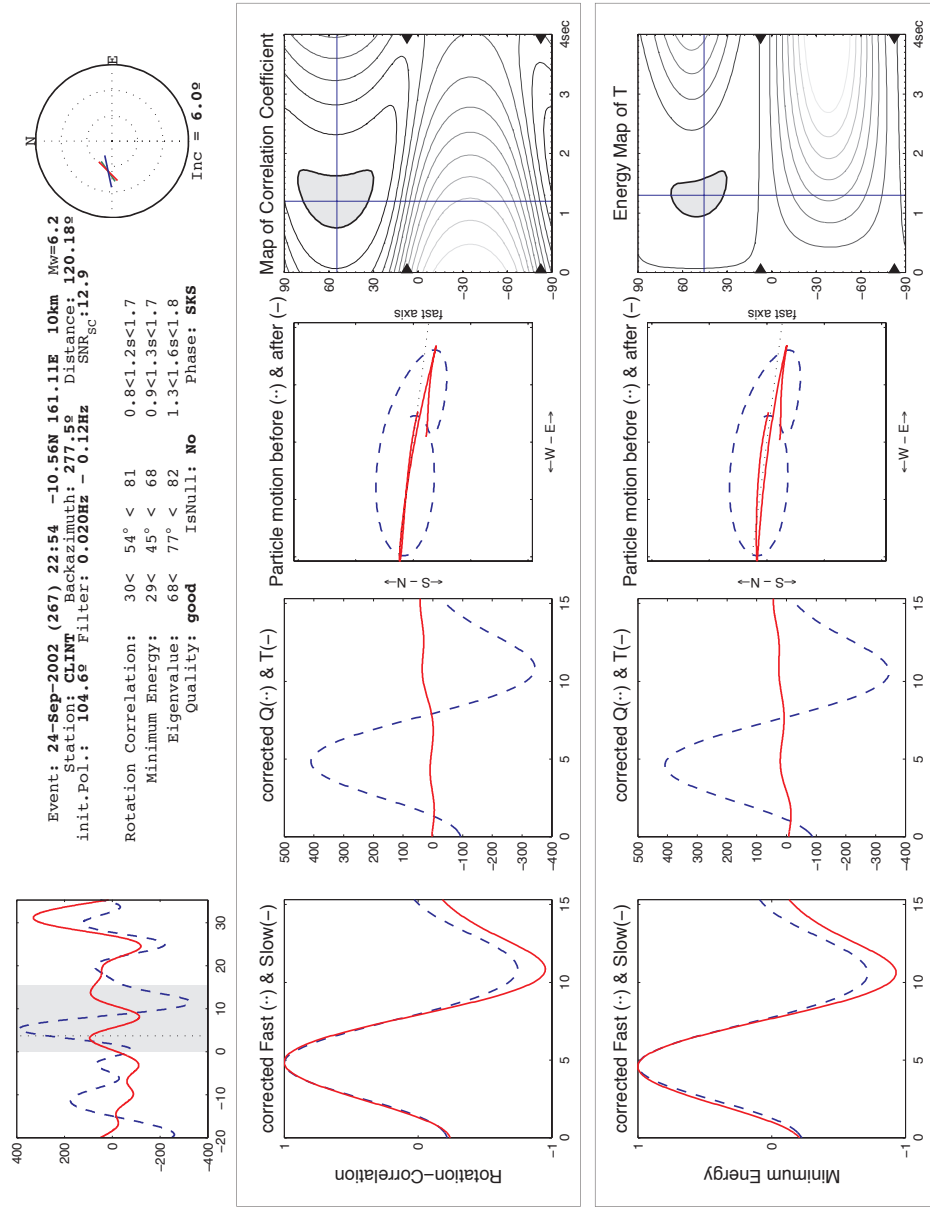 Event: 24-Sep-2002 (267) 22:54 -10.56N 161.11E 10km Mw=6.2
Station: CLINT Backazimuth: 277.5º Distance: 120.18º
init.Pol.: 104.6º Filter: 0.020Hz - 0.12Hz SNRSC:12.9
Rotation Correlation: 30< 54° < 81 0.8<1.2s<1.7
Minimum Energy: 29< 45° < 68 0.9<1.3s<1.7
Eigenvalue: 68< 77° < 82 1.3<1.6s<1.8
Quality: good IsNull: No Phase: SKS
400
200
0
-200
-400
-20 -10 0 10 20 30
N
E
Inc = 6.0º
Rotation-Correlation
corrected Fast (··) & Slow(-)
1
0
-1
0 5 10 15
corrected Q(··) & T(-)
500
400
300
200
100
0
-100
-200
-300
-400
0 5 10 15
Particle motion before (··) & after (-)
←S - N→
←W - E→
Map of Correlation Coefficient
fast axis
90
60
30
0
-30
-60
-90
0 1 2 3 4sec
Minimum Energy
corrected Fast (··) & Slow(-)
1
0
-1
0 5 10 15
corrected Q(··) & T(-)
500
400
300
200
100
0
-100
-200
-300
-400
0 5 10 15
Particle motion before (··) & after (-)
←S - N→
←W - E→
Energy Map of T
fast axis
90
60
30
0
-30
-60
-90
0 1 2 3 4sec